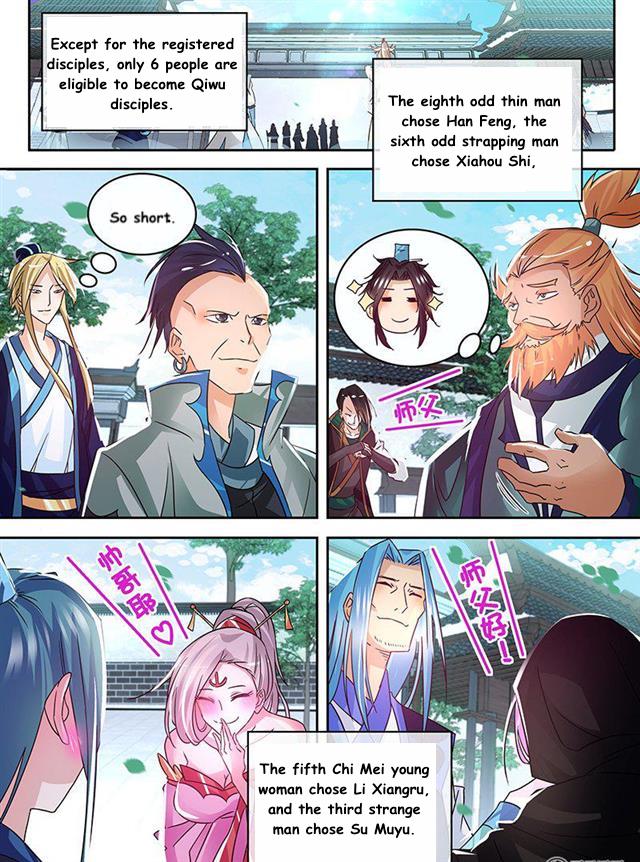 Except for the registered
disciples, only 6 people are
eligible to become Qiwu
disciples.
The eighth odd thin man
chose Han Feng, the
sixth odd strapping man
chose Xiahou Shi,
So short.
师父
帅哥耶♡
师父好！
The fifth Chi Mei young
woman chose Li Xiangru,
and the third strange
man chose Su Muyu.